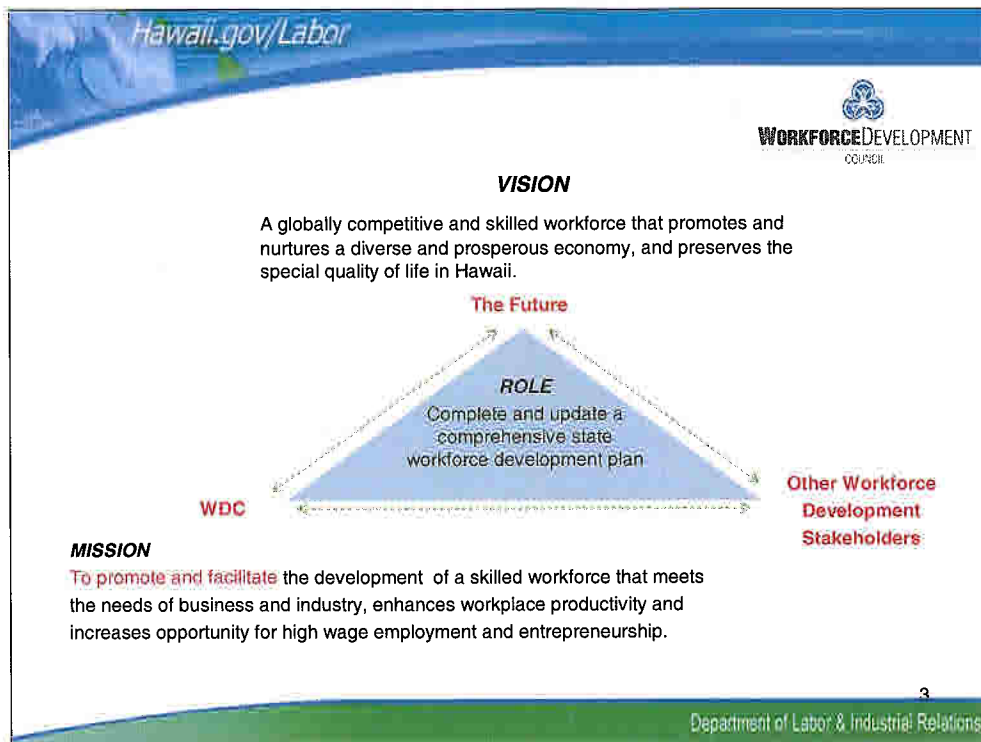 Hawaii.gov/Labor
WORKFORCEDEVELOPMENT
COUNCIL
VISION
A globally competitive and skilled workforce that promotes and
nurtures a diverse and prosperous economy, and preserves the
special quality of life in Hawaii.
The Future
ROLE
Complete and update a
comprehensive state
workforce development plan
WDC
Other Workforce
Development
Stakeholders
MISSION
To promote and facilitate the development of a skilled workforce that meets
the needs of business and industry, enhances workplace productivity and
increases opportunity for high wage employment and entrepreneurship.
3
Department of Labor & Industrial Relations